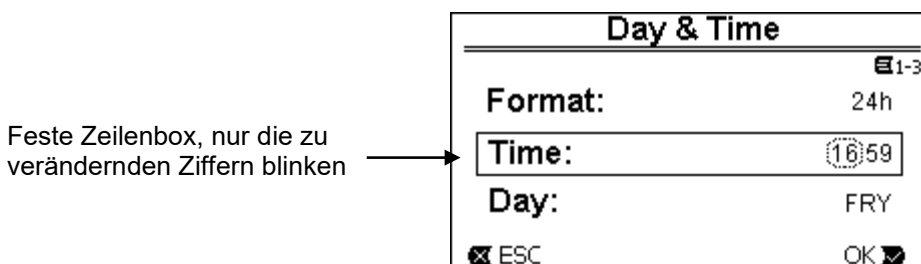 Day & Time
1-3
Format: 24h
Feste Zeilenbox, nur die zu
verändernden Ziffern blinken
Time: 16:59
Day: FRY
ESC OK